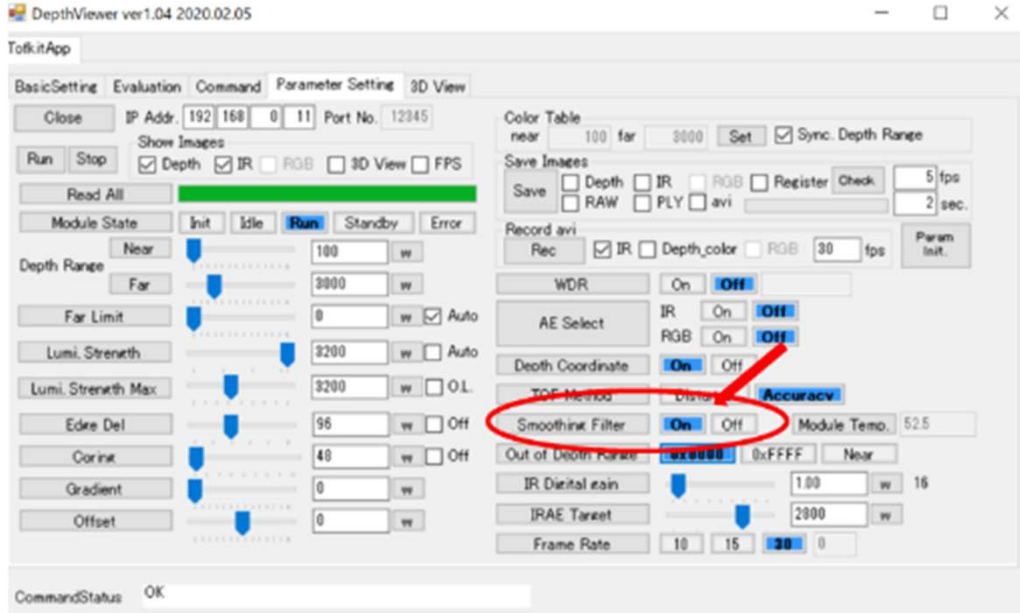 DepthViewer ver1.04 2020.02.05
TofkitApp
BasicSetting Evaluation Command Parameter Setting 3D View
Close IP Addr. 192 168 0 11 Port No. 12345
Show Images
Run Stop Depth IR RGB 3D View FPS
Read All
Module State Init Idle Run Standby Error
Depth Range
Near 100 w
Far 3000 w
Far Limit 0 w Auto
Lumi. Strength 3200 w Auto
Lumi. Strength Max 3200 w O.L.
Edge Del 96 w Off
Coring 48 w Off
Gradient 0 w
Offset 0 w
Color Table
near 100 far 3000 Set Sync. Depth Range
Save Images
Save Depth IR RGB Register Check 5 fps
RAW PLY avi 2 sec.
Record avi
Rec IR Depth_color RGB 30 fps
Param
Init.
WDR On Off
AE Select
IR On Off
RGB On Off
Depth Coordinate On Off
TOF Method Accuracy
Smoothing Filter On Off Module Temp. 52.5
Out of Depth Range 0x0000 0xFFFF Near
IR Digital gain 1.00 w 16
IRAE Target 2800 w
Frame Rate 10 15 30 0
CommandStatus OK